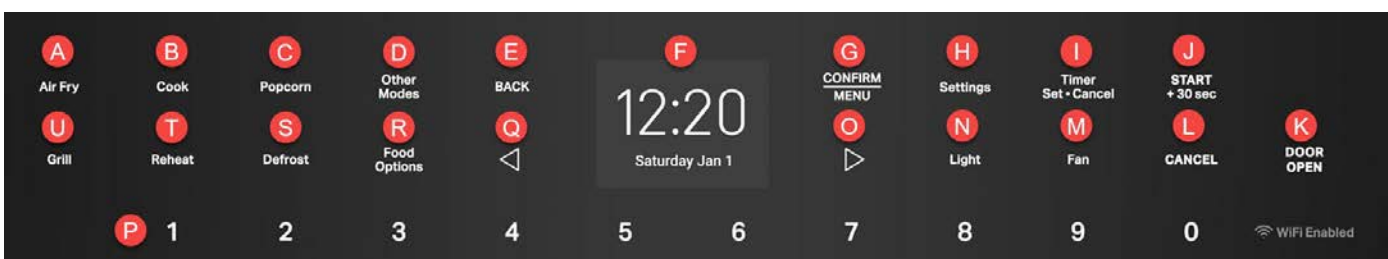 A B C D E F G H I J
Air Fry Cook Popcorn Other Modes BACK CONFIRM MENU Settings Timer Set • Cancel START + 30 sec
12:20
U T S R Q O N M L K
Grill Reheat Defrost Food Options Saturday Jan 1 Light Fan CANCEL DOOR OPEN
P 1 2 3 4 5 6 7 8 9 0 WiFi Enabled